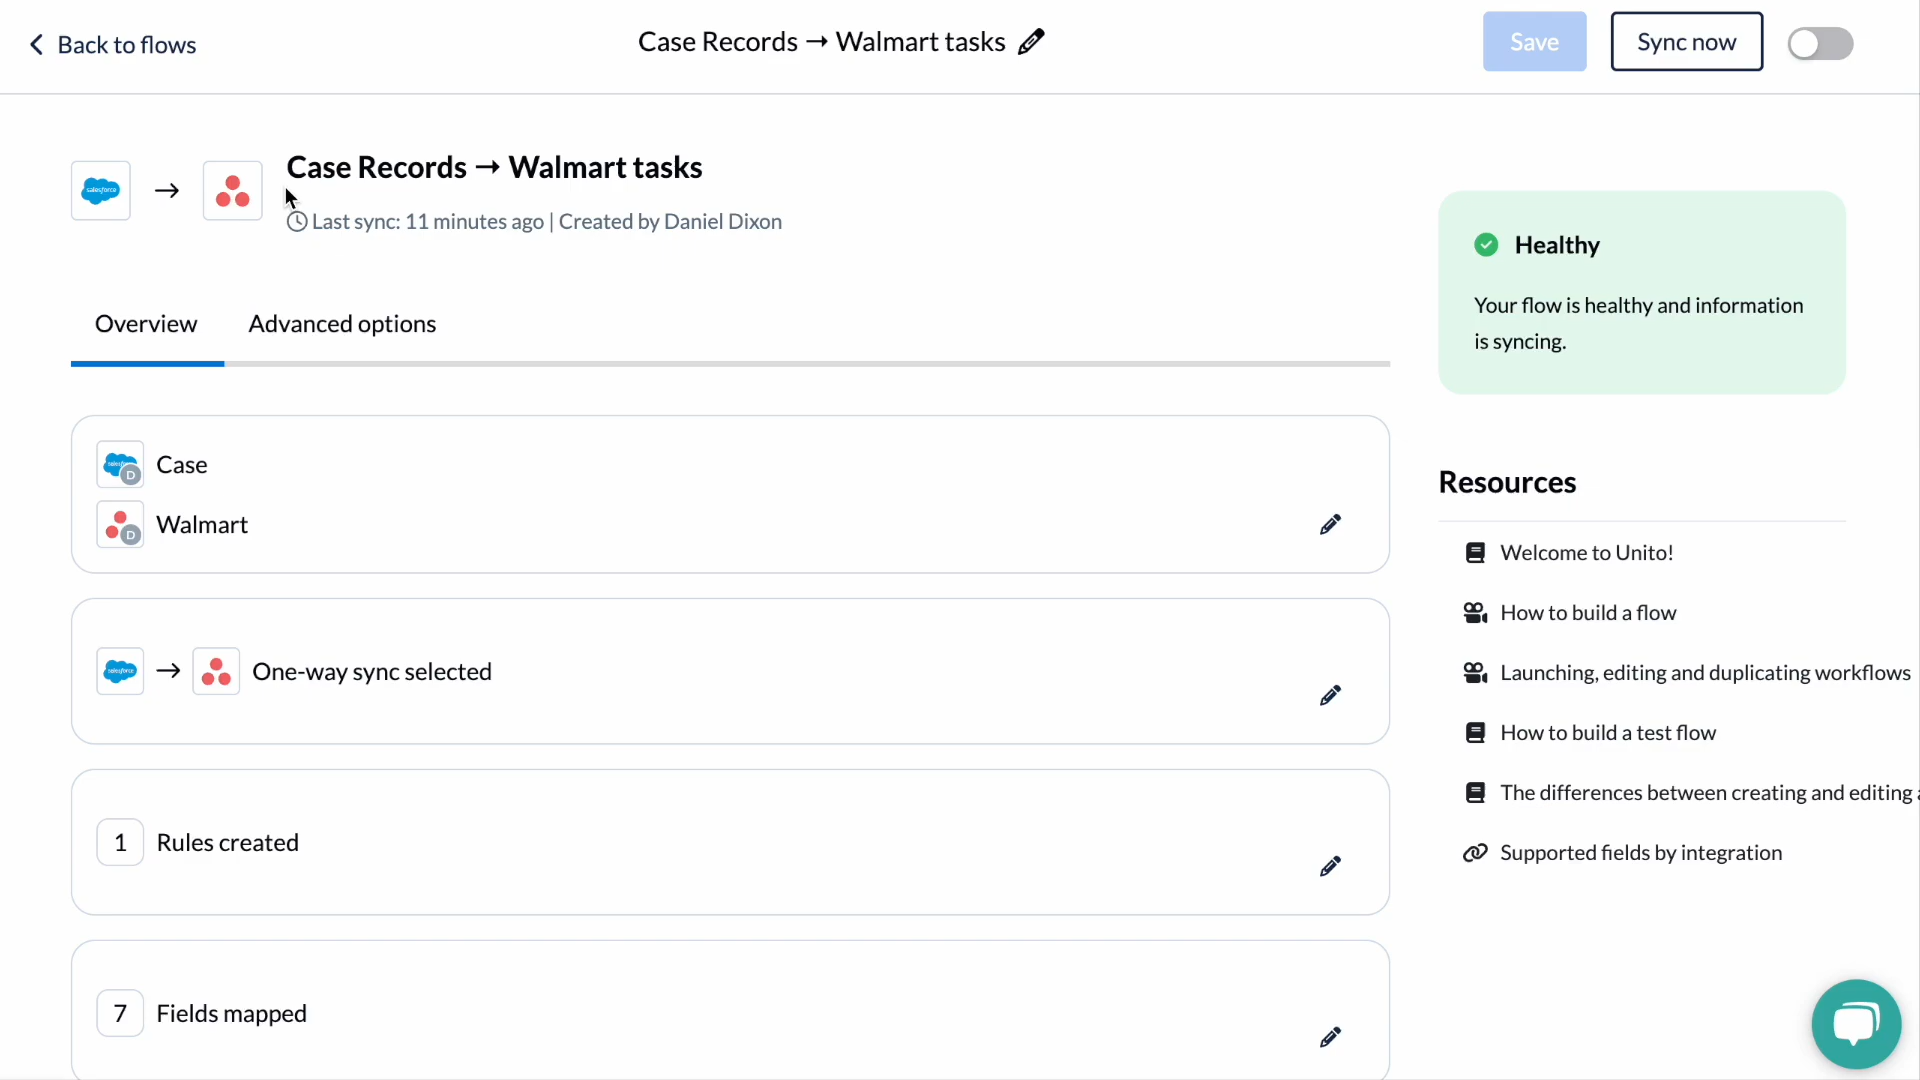 Back to flows
Case Records → Walmart tasks
Save
Sync now
salesforce
Case Records → Walmart tasks
Last sync: 11 minutes ago | Created by Daniel Dixon
Overview
Advanced options
Healthy
Your flow is healthy and information
is syncing.
D
Case
D
Walmart
salesforce
One-way sync selected
1
Rules created
7
Fields mapped
Resources
Welcome to Unito!
How to build a flow
Launching, editing and duplicating workflows
How to build a test flow
The differences between creating and editing
Supported fields by integration